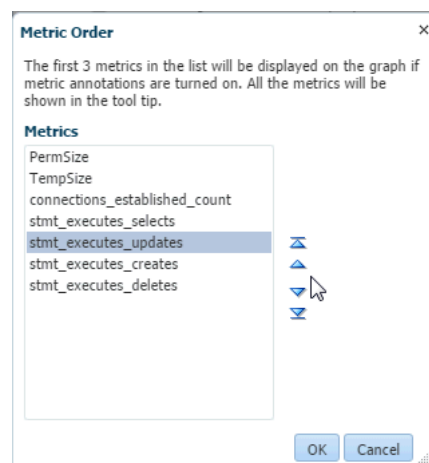 Metric Order
The first 3 metrics in the list will be displayed on the graph if
metric annotations are turned on. All the metrics will be
shown in the tool tip.
Metrics
PermSize
TempSize
connections_established_count
stmt_executes_selects
stmt_executes_updates
stmt_executes_creates
stmt_executes_deletes
OK Cancel